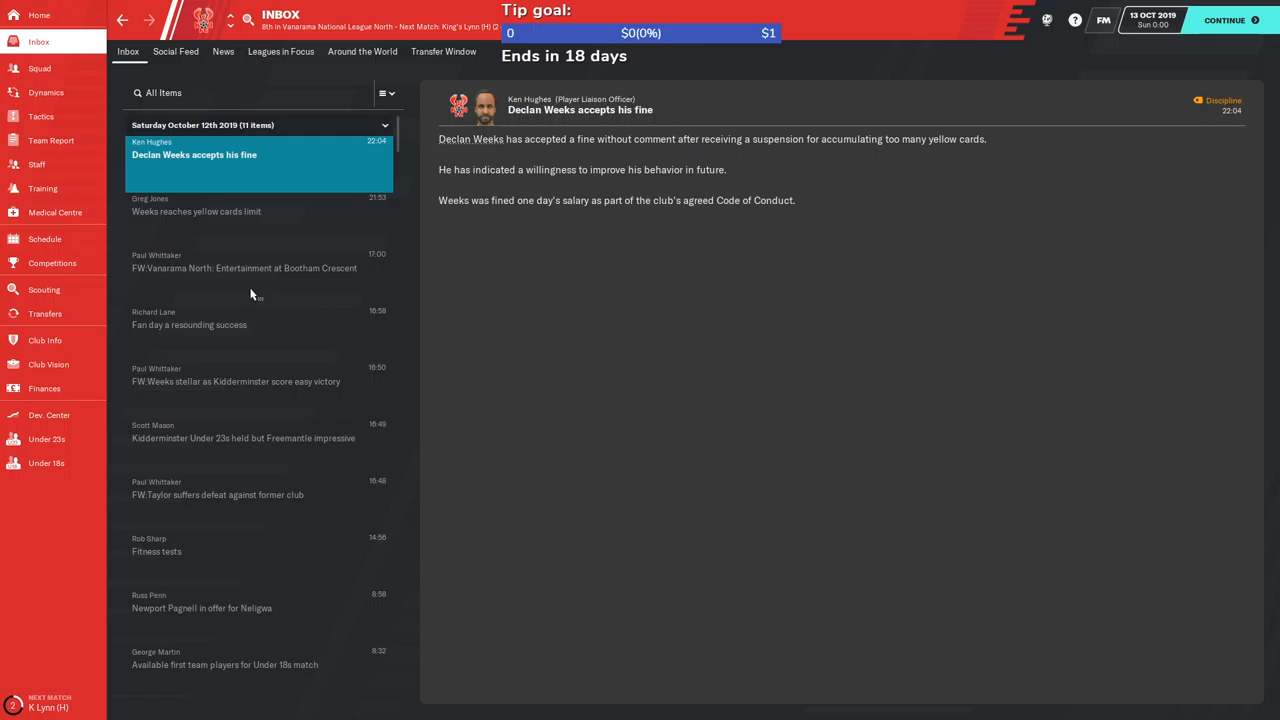 Home
Inbox
Squad
Dynamics
Tactics
Team Report
Staff
Training
Medical Centre
Schedule
Competitions
Scouting
Transfers
Club Info
Club Vision
Finances
Dev. Center
Under 23s
Under 18s
2
NEXT MATCH
K Lynn (H)
INBOX
8th in Vanarama National League North - Next Match: King's Lynn (H) (2
Tip goal:
0 $0(0%) $1
Ends in 18 days
FM
13 OCT 2019
Sun 0:00
CONTINUE
Inbox Social Feed News Leagues in Focus Around the World Transfer Window
All Items
Saturday October 12th 2019 (11 items)
Ken Hughes 22:04
Declan Weeks accepts his fine
Greg Jones 21:53
Weeks reaches yellow cards limit
Paul Whittaker 17:00
FW:Vanarama North: Entertainment at Bootham Crescent
Richard Lane 16:58
Fan day a resounding success
Paul Whittaker 16:50
FW:Weeks stellar as Kidderminster score easy victory
Scott Mason 16:49
Kidderminster Under 23s held but Freemantle impressive
Paul Whittaker 16:48
FW:Taylor suffers defeat against former club
Rob Sharp 14:56
Fitness tests
Russ Penn 8:58
Newport Pagnell in offer for Neligwa
George Martin 8:32
Available first team players for Under 18s match
Ken Hughes (Player Liaison Officer)
Declan Weeks accepts his fine
Discipline
22:04
Declan Weeks has accepted a fine without comment after receiving a suspension for accumulating too many yellow cards.
He has indicated a willingness to improve his behavior in future.
Weeks was fined one day's salary as part of the club's agreed Code of Conduct.